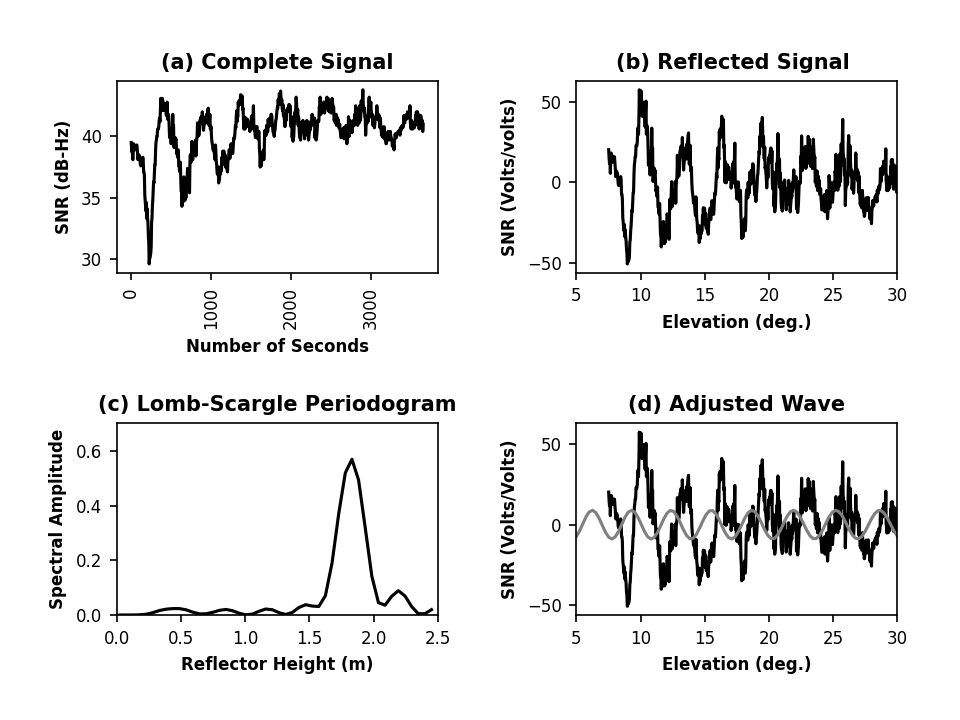 (a) Complete Signal
SNR (dB-Hz)
40
35
30
0
1000
2000
3000
Number of Seconds
(b) Reflected Signal
SNR (Volts/volts)
50
0
−50
5 10 15 20 25 30
Elevation (deg.)
(c) Lomb-Scargle Periodogram
Spectral Amplitude
0.6
0.4
0.2
0.0
0.0 0.5 1.0 1.5 2.0 2.5
Reflector Height (m)
(d) Adjusted Wave
SNR (Volts/Volts)
50
0
−50
5 10 15 20 25 30
Elevation (deg.)